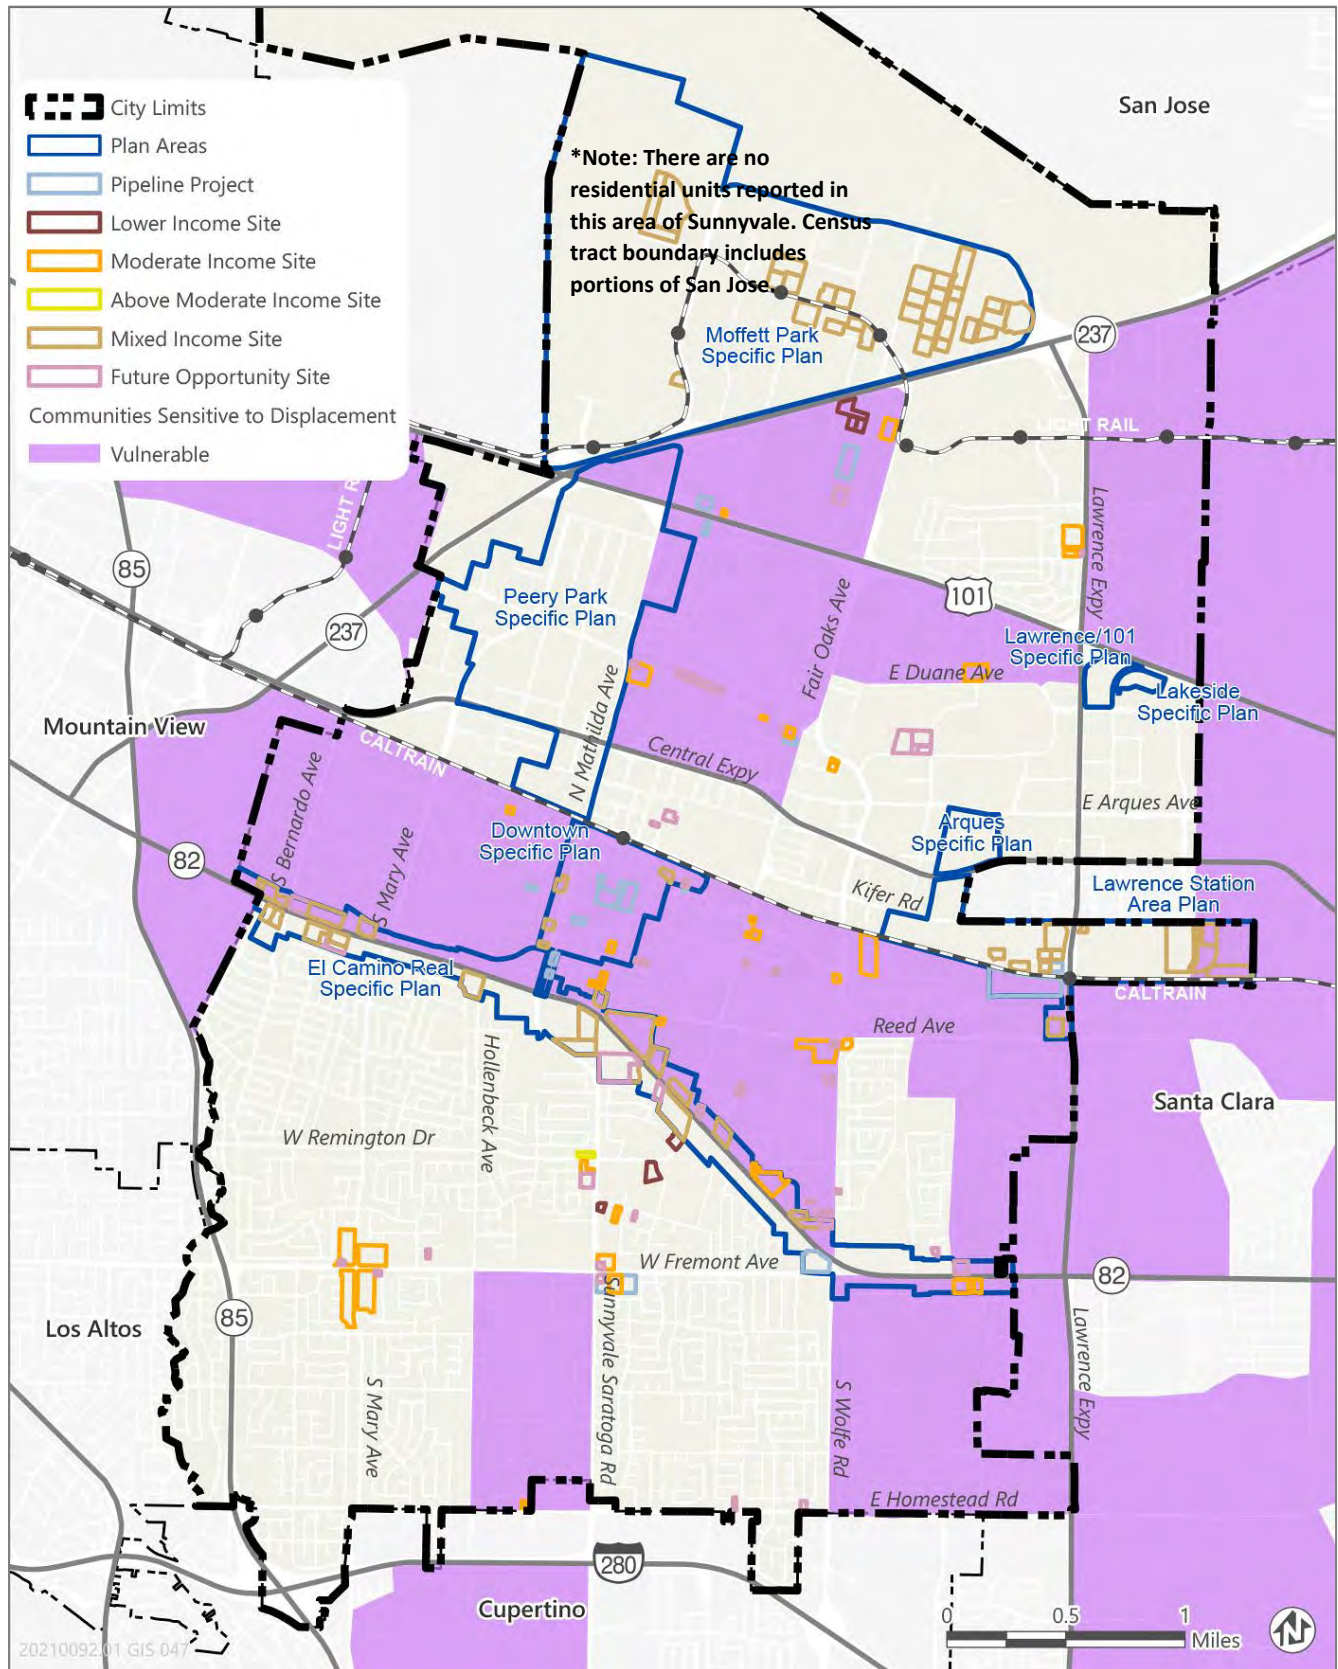 San Jose
City Limits
Plan Areas
Pipeline Project
Lower Income Site
Moderate Income Site
Above Moderate Income Site
Mixed Income Site
Future Opportunity Site
Communities Sensitive to Displacement
Vulnerable
*Note: There are no
residential units reported in
this area of Sunnyvale. Census
tract boundary includes
portions of San Jose.
Moffett Park
Specific Plan
237
LIGHT RAIL
LIGHT R
Lawrence Expy
85
237
101
Peery Park
Specific Plan
Fair Oaks Ave
Lawrence/101
Specific Plan
E Duane Ave
Lakeside
Specific Plan
Mountain View
N Mathilda Ave
CALTRAIN
Central Expy
E Arques Ave
S Bernardo Ave
S Mary Ave
Downtown
Specific Plan
Arques
Specific Plan
82
Kifer Rd
Lawrence Station
Area Plan
El Camino Real
Specific Plan
CALTRAIN
Reed Ave
Hollenbeck Ave
Santa Clara
W Remington Dr
W Fremont Ave
82
Los Altos
85
Sunnyvale Saratoga Rd
S Mary Ave
S Wolfe Rd
Lawrence Expy
E Homestead Rd
280
Cupertino
0 0.5 1
Miles
N
20210092.01 GIS 047